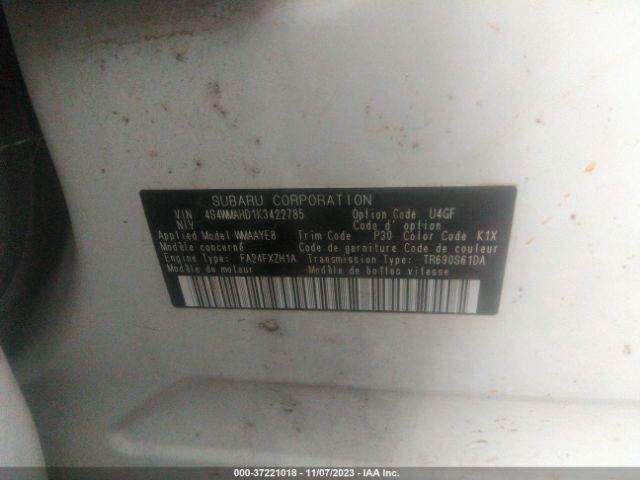 SUBARU CORPORATION
VIN 4S4WMAHD1K3422785 Option Code U4GF
NIV Code d' option
Applied Model WMAAYE8 Trim Code P30 Color Code K1X
Modèle concerné Code de garniture Code de couleur
Engine Type: FA24FXZH1A Transmission Type: TR690S61DA
Modèle de moteur Modèle de boîtes vitesse
000-37221018 - 11/07/2023 - IAA Inc.